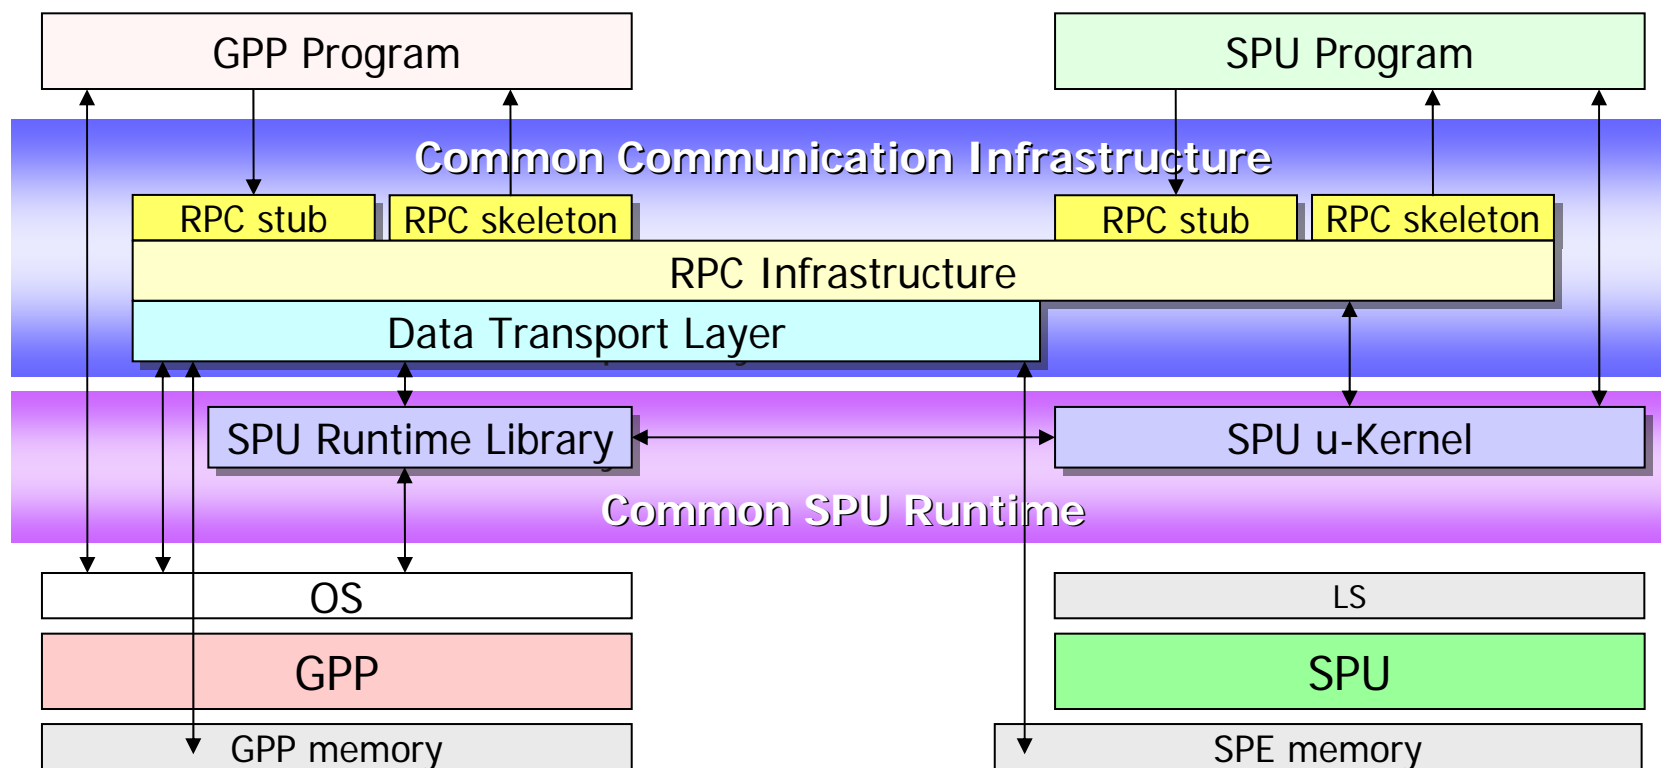 GPP Program
SPU Program
Common Communication Infrastructure
RPC stub
RPC skeleton
RPC stub
RPC skeleton
RPC Infrastructure
Data Transport Layer
SPU Runtime Library
SPU u-Kernel
Common SPU Runtime
OS
LS
GPP
SPU
GPP memory
SPE memory